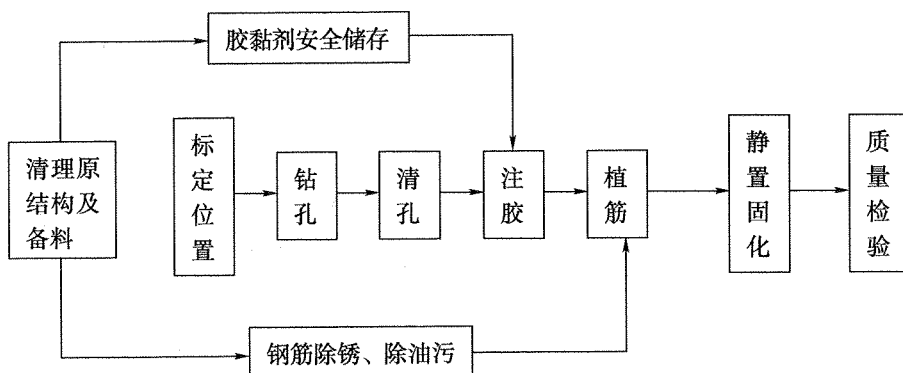 胶黏剂安全储存
清理原
结构及
备料
标定位置
钻孔
清孔
注胶
植筋
静置固化
质量检验
钢筋除锈、除油污